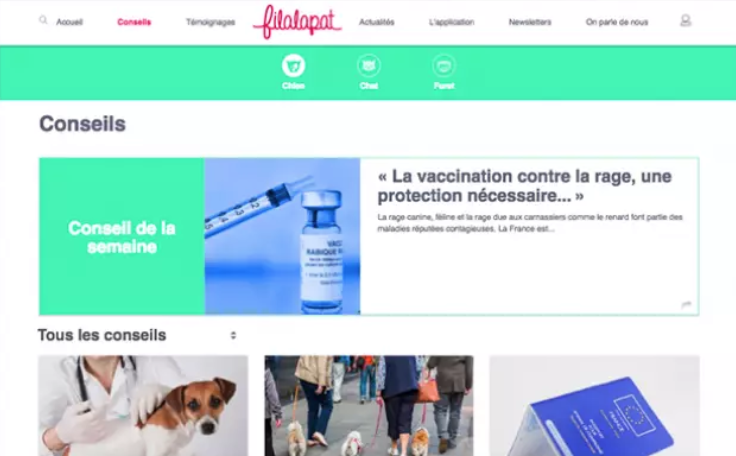 Accueil Conseils Témoignages filalapat Actualités L'application Newsletters On parle de nous
Chien Chat Furet
Conseils
Conseil de la
semaine
VACC
RABIQUE
« La vaccination contre la rage, une
protection nécessaire... »
La rage canine, féline et la rage due aux carnassiers comme le renard font partie des
maladies réputées contagieuses. La France est...
Tous les conseils